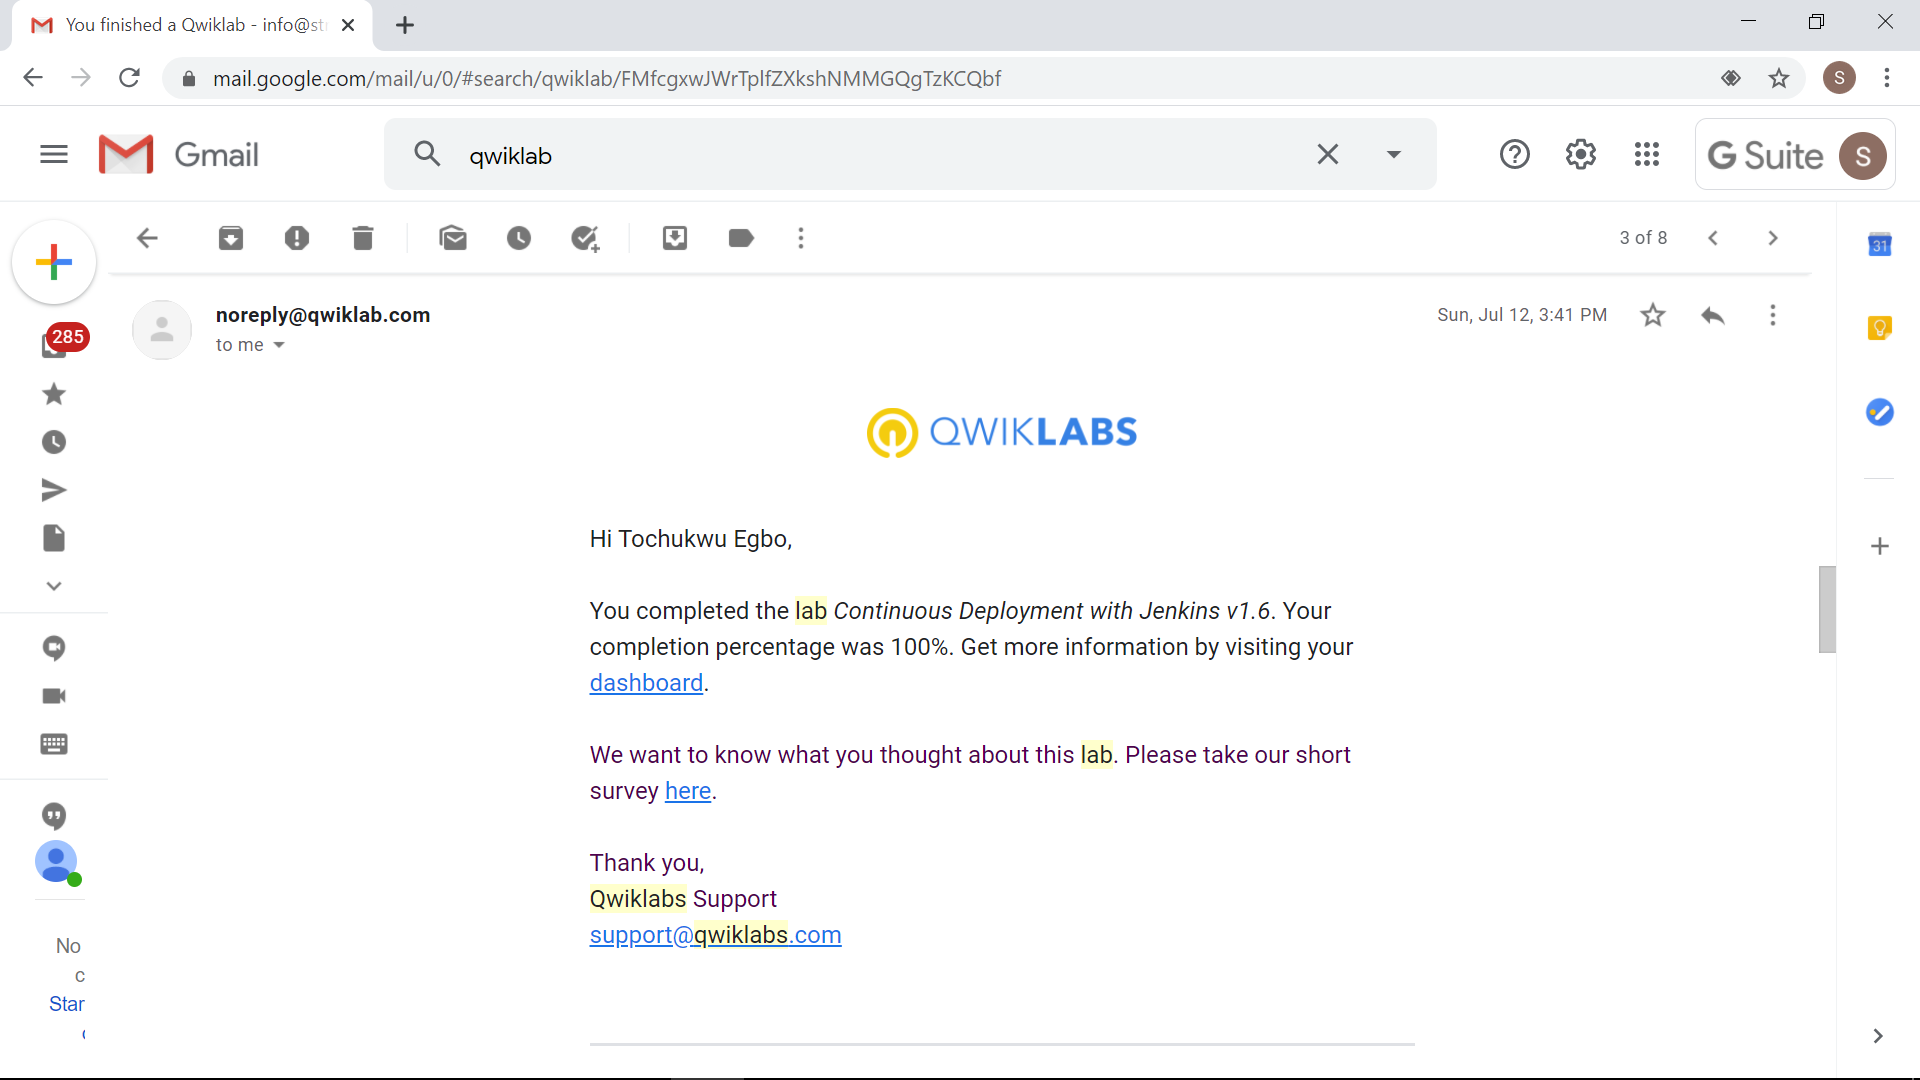 You finished a Qwiklab - info@st
mail.google.com/mail/u/0/#search/qwiklab/FMfcgxwJWrTplfZXkshNMMGQgTzKCQbf
S
Gmail
qwiklab
G Suite
S
3 of 8
31
285
noreply@qwiklab.com
to me
Sun, Jul 12, 3:41 PM
QWIKLABS
Hi Tochukwu Egbo,
You completed the lab Continuous Deployment with Jenkins v1.6. Your
completion percentage was 100%. Get more information by visiting your
dashboard.
We want to know what you thought about this lab. Please take our short
survey here.
Thank you,
Qwiklabs Support
support@qwiklabs.com
No
c
Star